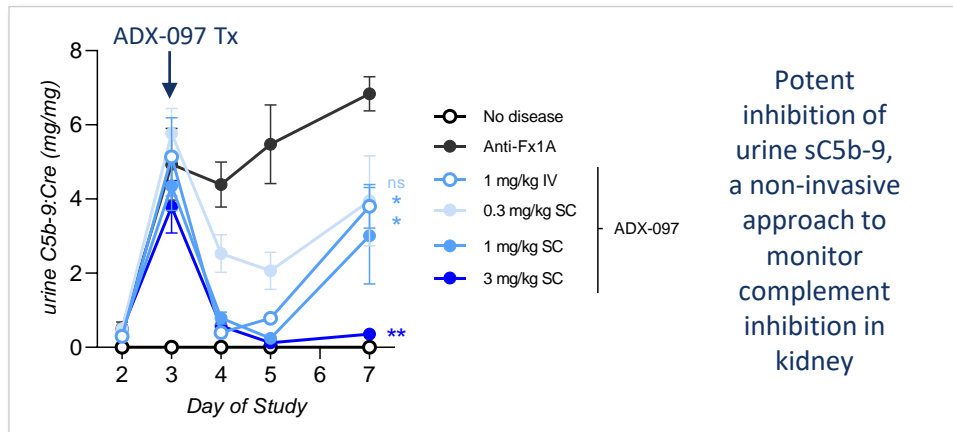 ADX-097 Tx
urine C5b-9:Cre (mg/mg)
8
6
4
2
0
2 3 4 5 6 7
Day of Study
ns
*
*
**
No disease
Anti-Fx1A
1 mg/kg IV
0.3 mg/kg SC
1 mg/kg SC
3 mg/kg SC
ADX-097
Potent
inhibition of
urine sC5b-9,
a non-invasive
approach to
monitor
complement
inhibition in
kidney